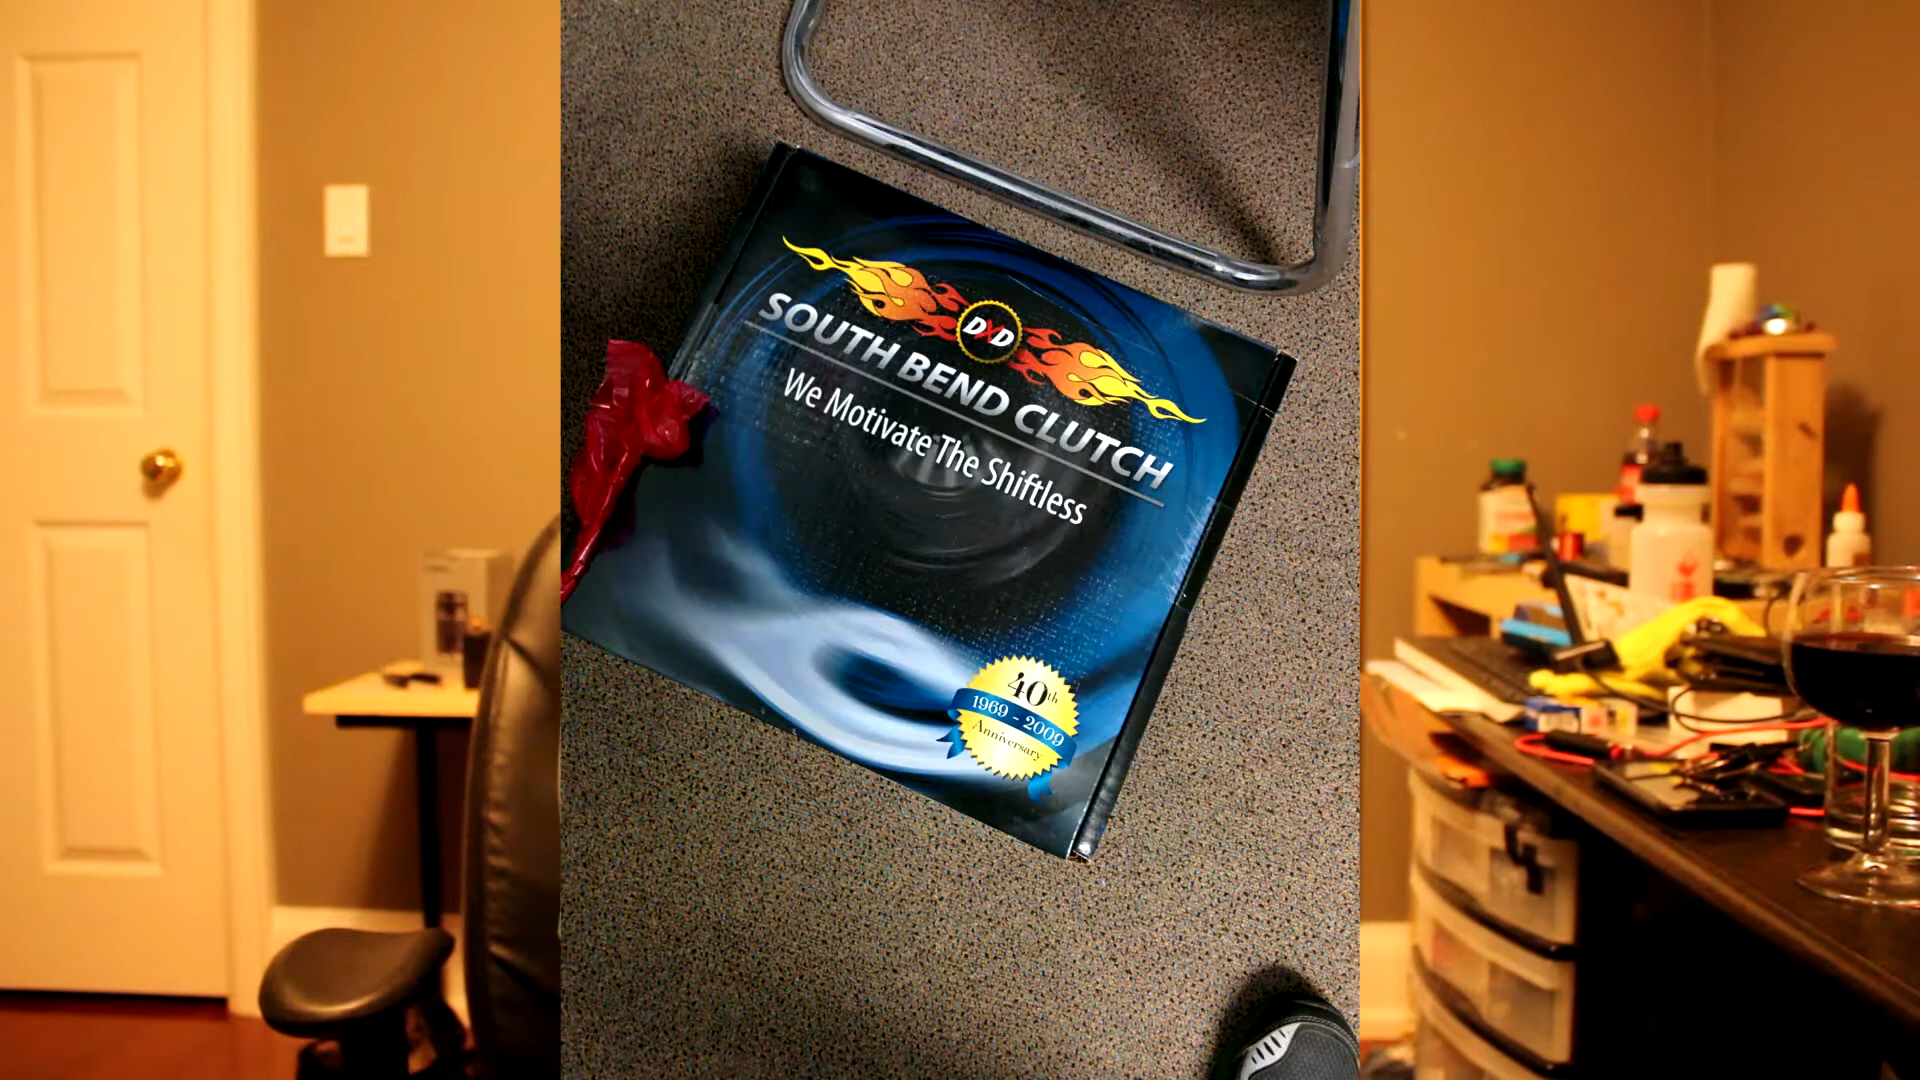 DXD
SOUTH BEND CLUTCH
We Motivate The Shiftless
40th
1969 - 2009
Anniversary